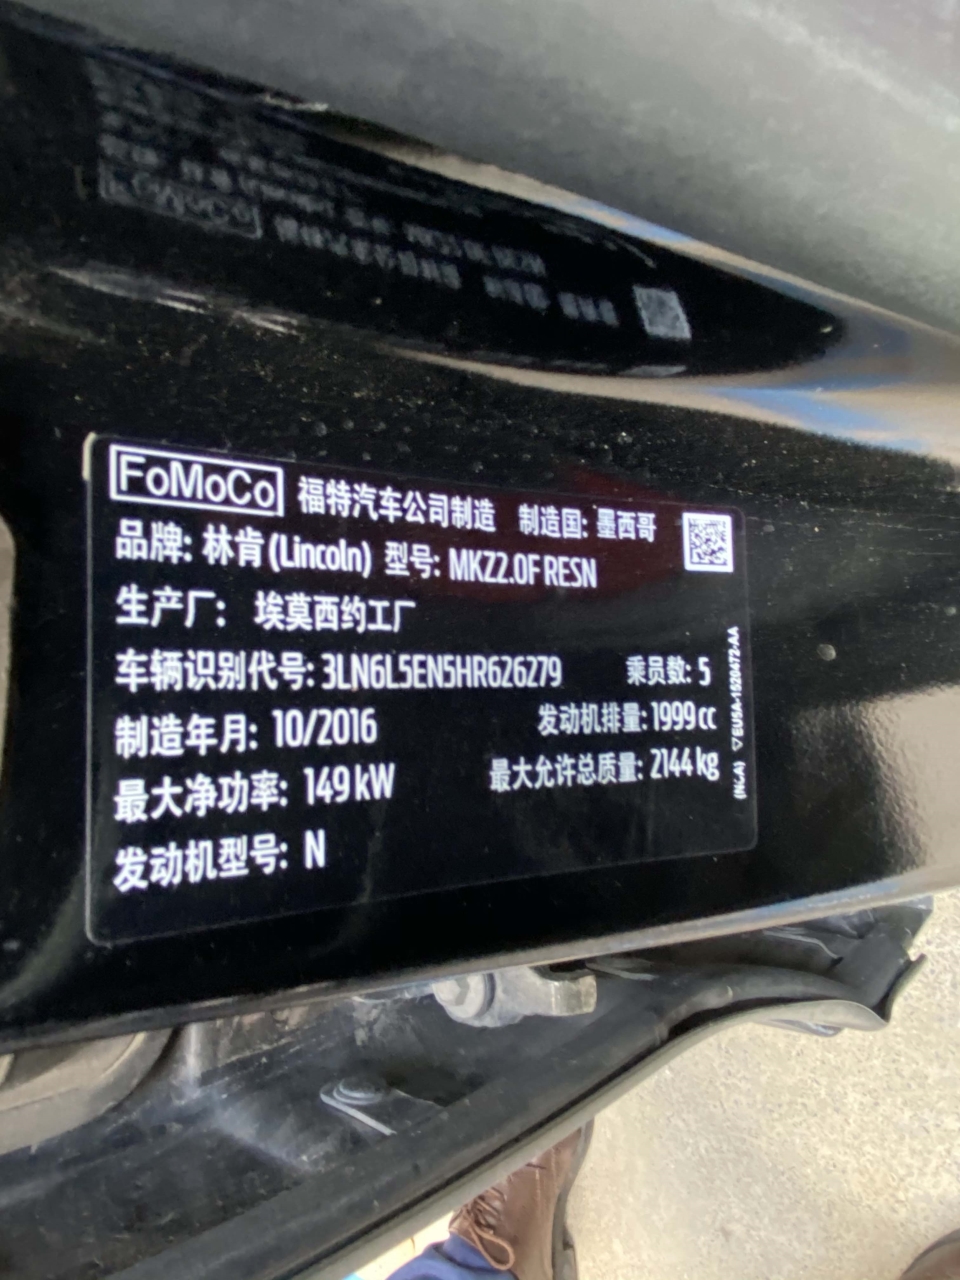 FoMoCo 福特汽车公司制造 制造国: 墨西哥
品牌: 林肯 (Lincoln) 型号: MKZ2.0F RESN
生产厂: 埃莫西约工厂
车辆识别代号: 3LN6L5EN5HR626279 乘员数: 5
制造年月: 10/2016 发动机排量: 1999 cc
最大净功率: 149 kW 最大允许总质量: 2144 kg
发动机型号: N
EU5A-1520472-AA